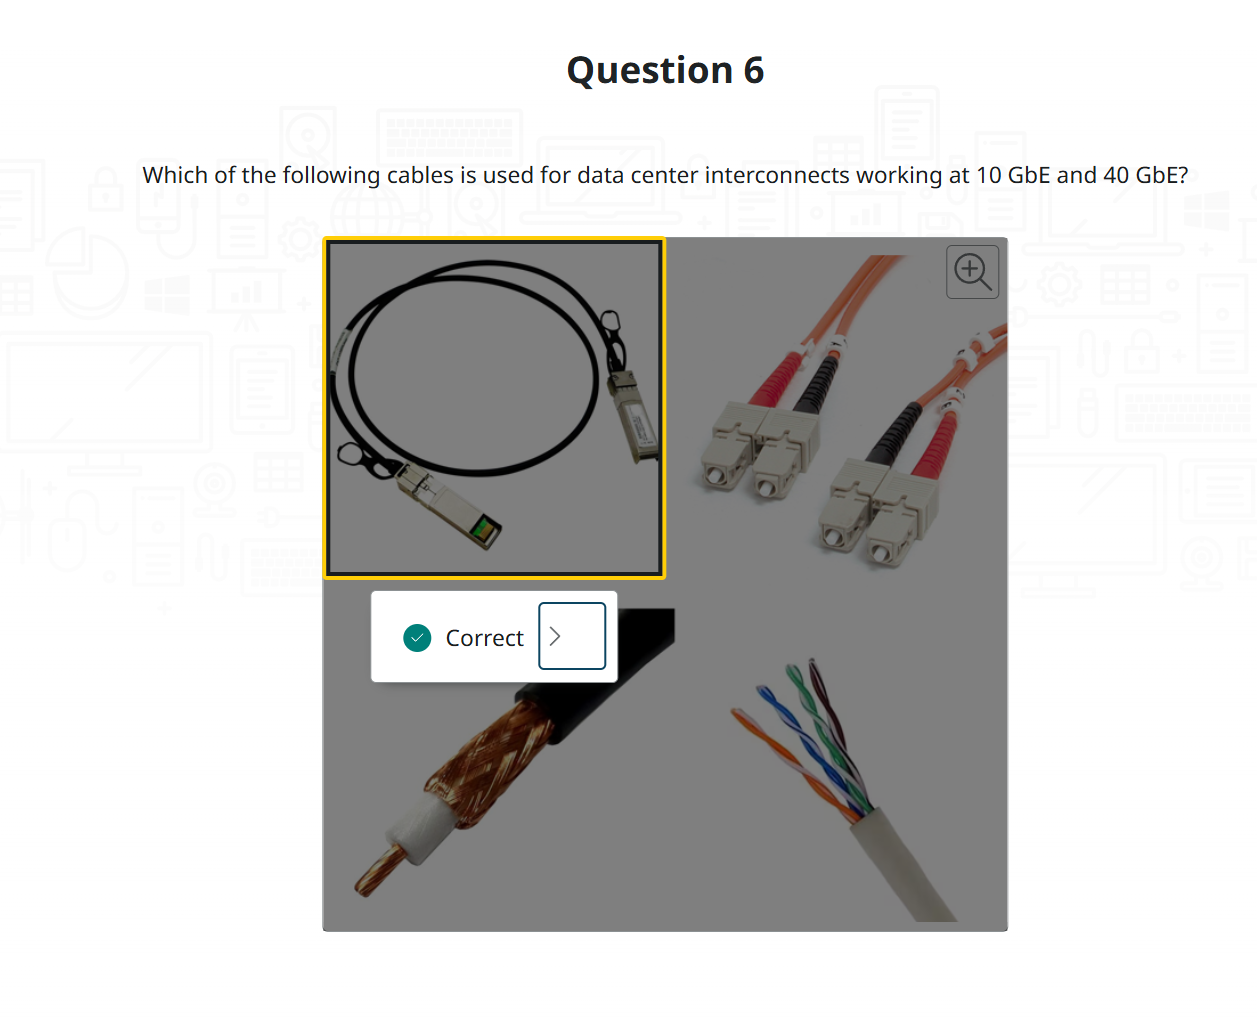 Question 6
Which of the following cables is used for data center interconnects working at 10 GbE and 40 GbE?
Correct